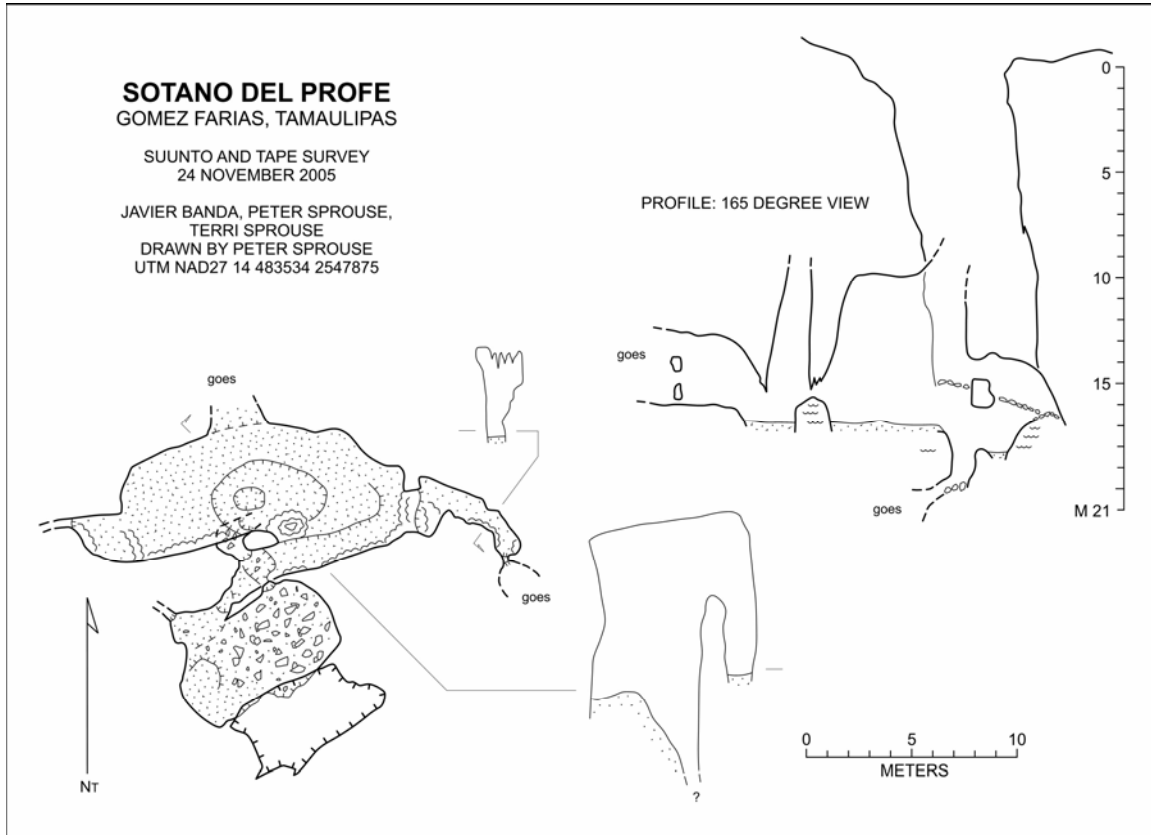 SOTANO DEL PROFE
GOMEZ FARIAS, TAMAULIPAS
SUUNTO AND TAPE SURVEY
24 NOVEMBER 2005
JAVIER BANDA, PETER SPROUSE,
TERRI SPROUSE
DRAWN BY PETER SPROUSE
UTM NAD27 14 483534 2547875
PROFILE: 165 DEGREE VIEW
0
5
10
15
M 21
goes
goes
goes
goes
NT
?
0 5 10
METERS